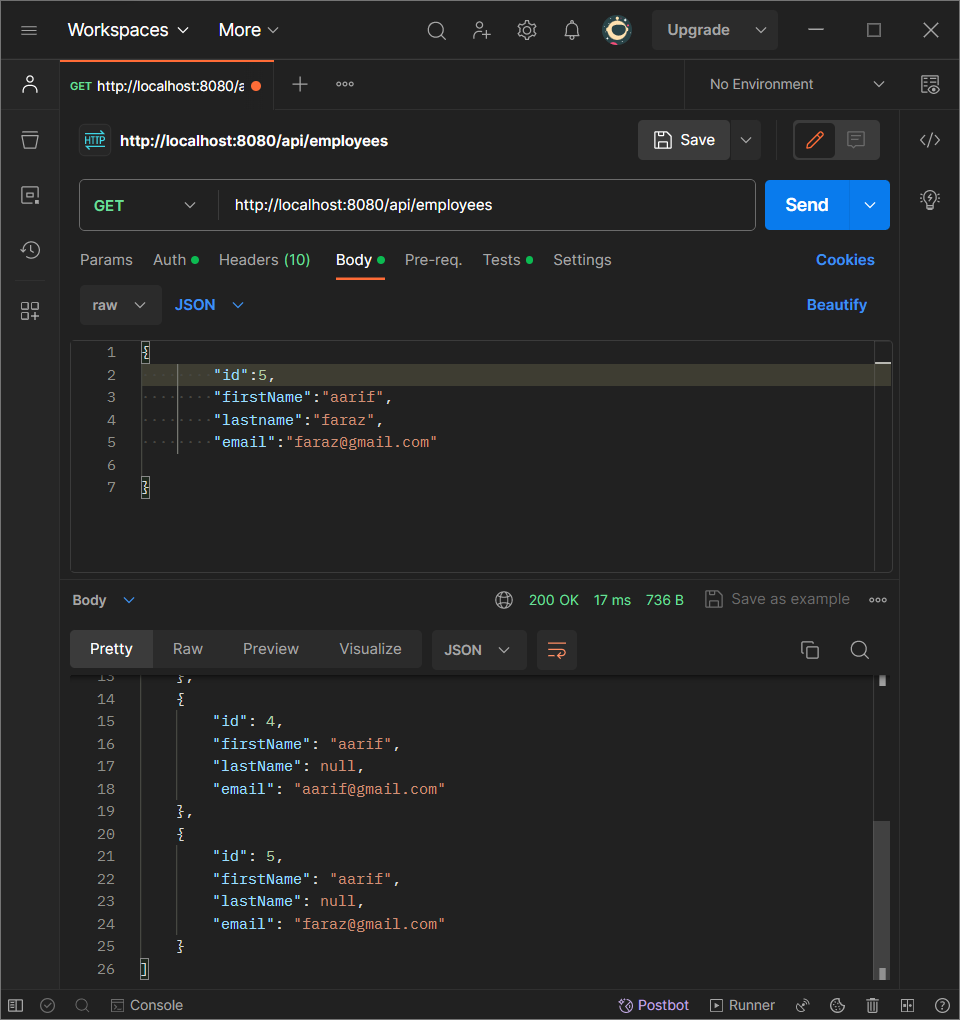 Workspaces More Upgrade
GET http://localhost:8080/a No Environment
HTTP http://localhost:8080/api/employees Save
GET http://localhost:8080/api/employees Send
Params Auth Headers (10) Body Pre-req. Tests Settings Cookies
raw JSON Beautify
1 {
2 "id":5,
3 "firstName":"aarif",
4 "lastname":"faraz",
5 "email":"faraz@gmail.com"
6
7 }
Body 200 OK 17 ms 736 B Save as example
Pretty Raw Preview Visualize JSON
13 },
14 {
15 "id": 4,
16 "firstName": "aarif",
17 "lastName": null,
18 "email": "aarif@gmail.com"
19 },
20 {
21 "id": 5,
22 "firstName": "aarif",
23 "lastName": null,
24 "email": "faraz@gmail.com"
25 }
26 ]
Console Postbot Runner